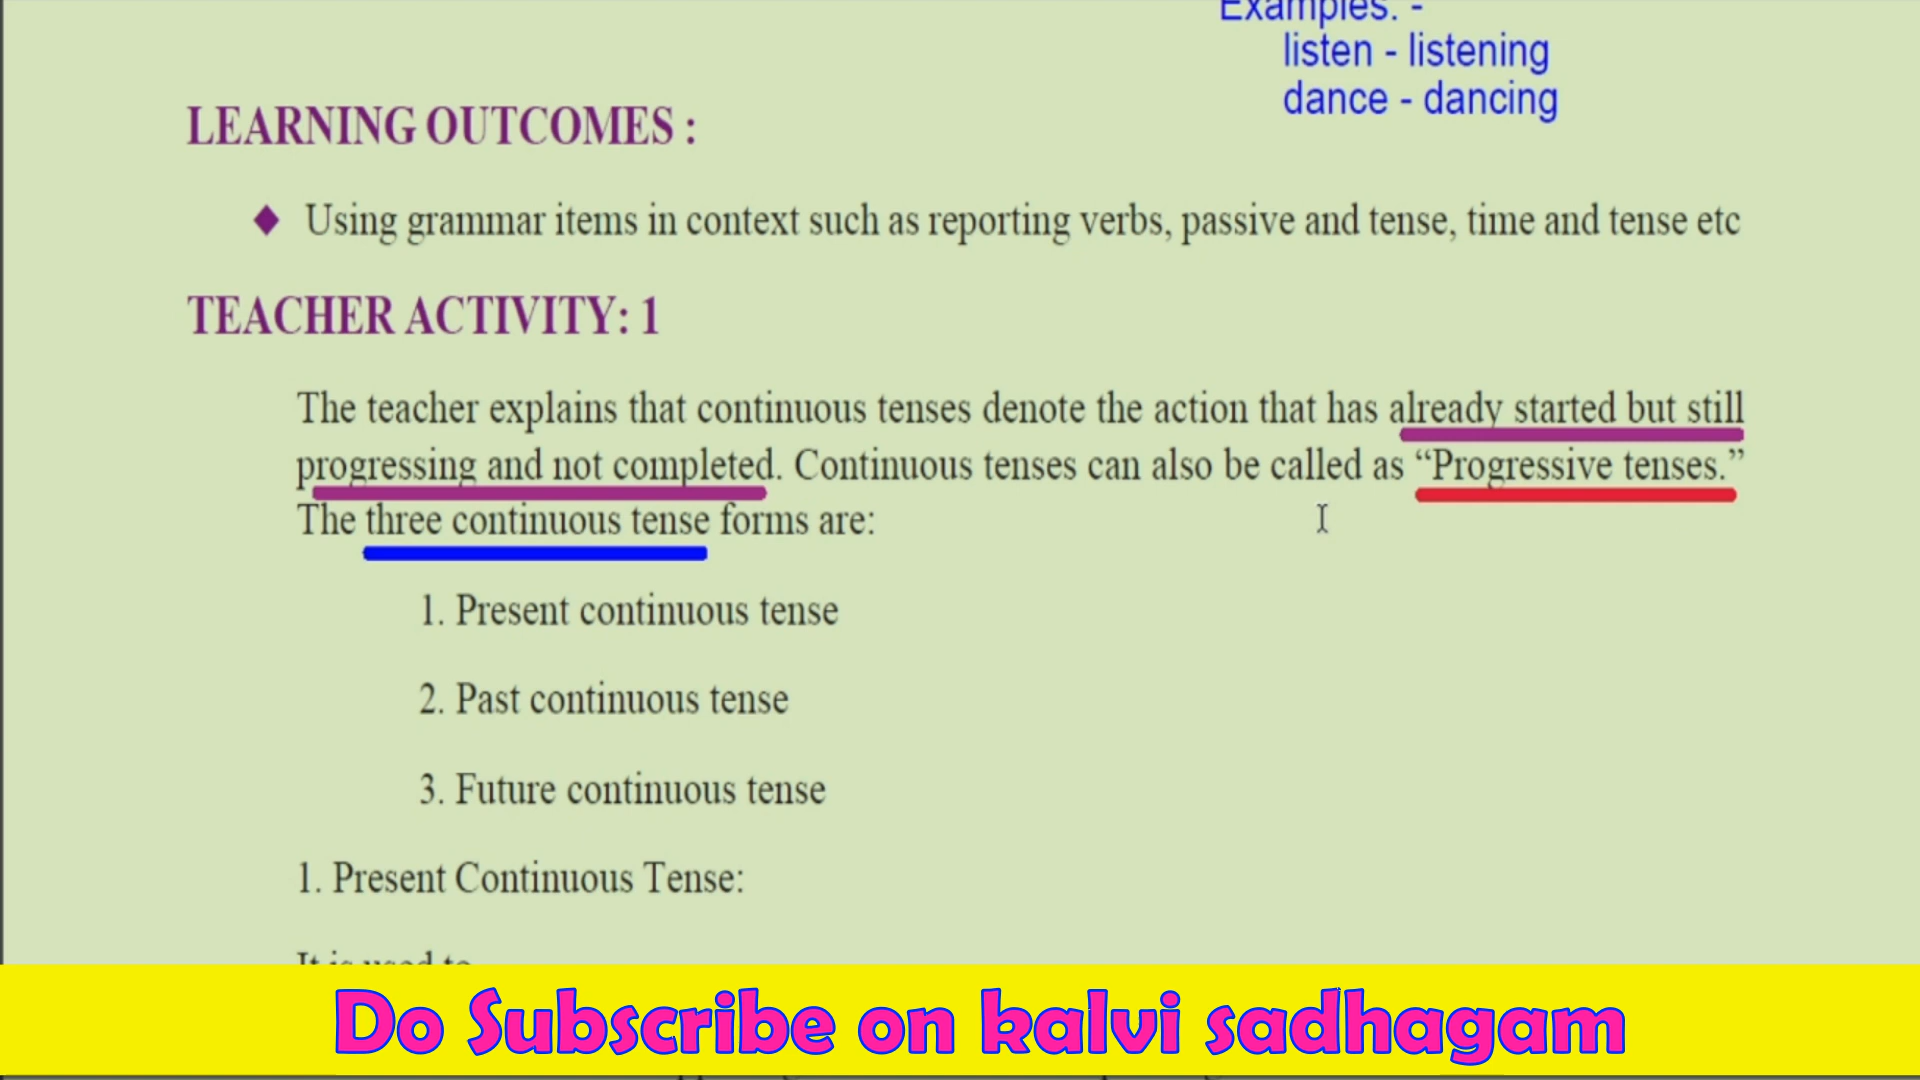 Examples: -
listen - listening
dance - dancing
LEARNING OUTCOMES :
Using grammar items in context such as reporting verbs, passive and tense, time and tense etc
TEACHER ACTIVITY: 1
The teacher explains that continuous tenses denote the action that has already started but still
progressing and not completed. Continuous tenses can also be called as “Progressive tenses.”
The three continuous tense forms are:
1. Present continuous tense
2. Past continuous tense
3. Future continuous tense
1. Present Continuous Tense:
It is used to
Do Subscribe on kalvi sadhagam